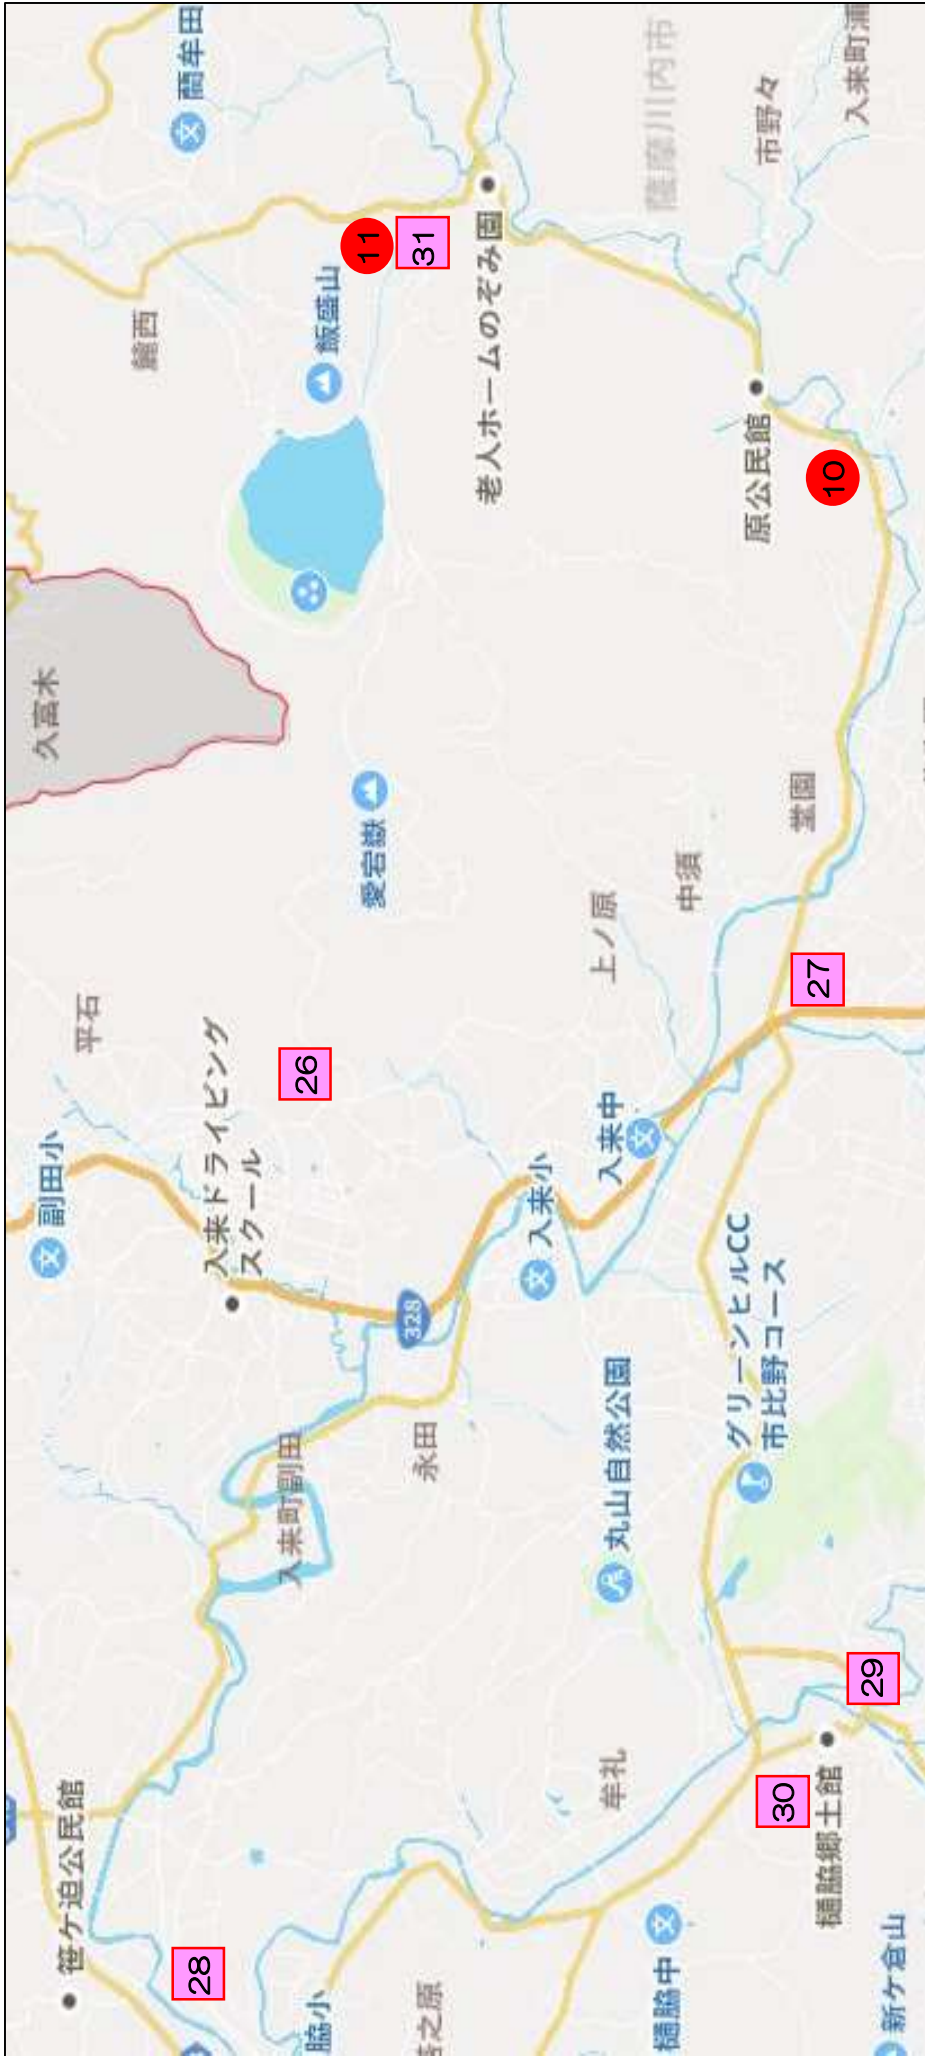 笹ケ迫公民館
副田小
平石
久富木
麓西
藺牟田
28
入来ドライビング
スクール
入来町副田
26
脇小
飯盛山
愛宕嶽
11
31
328
永田
之原
老人ホームのぞみ園
入来小
入来中
上ノ原
丸山自然公園
牟礼
薩摩川内市
樋脇中
中須
グリーンヒルCC
市比野コース
原公民館
市野々
30
堂園
27
10
樋脇郷土館
入来町浦
29
新ケ倉山